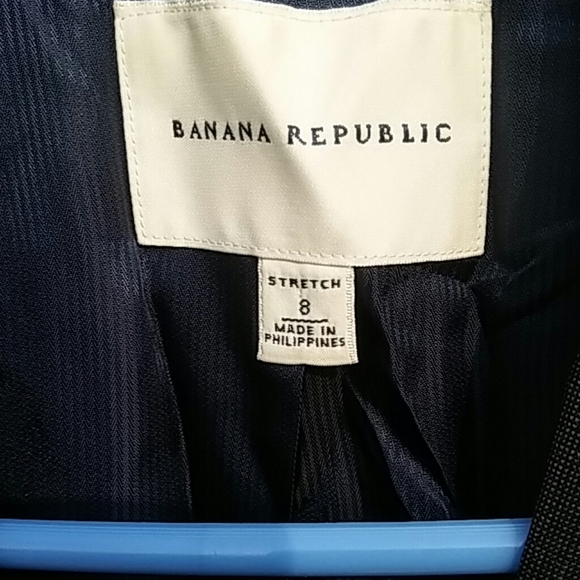 BANANA REPUBLIC
STRETCH
8
MADE IN
PHILIPPINES